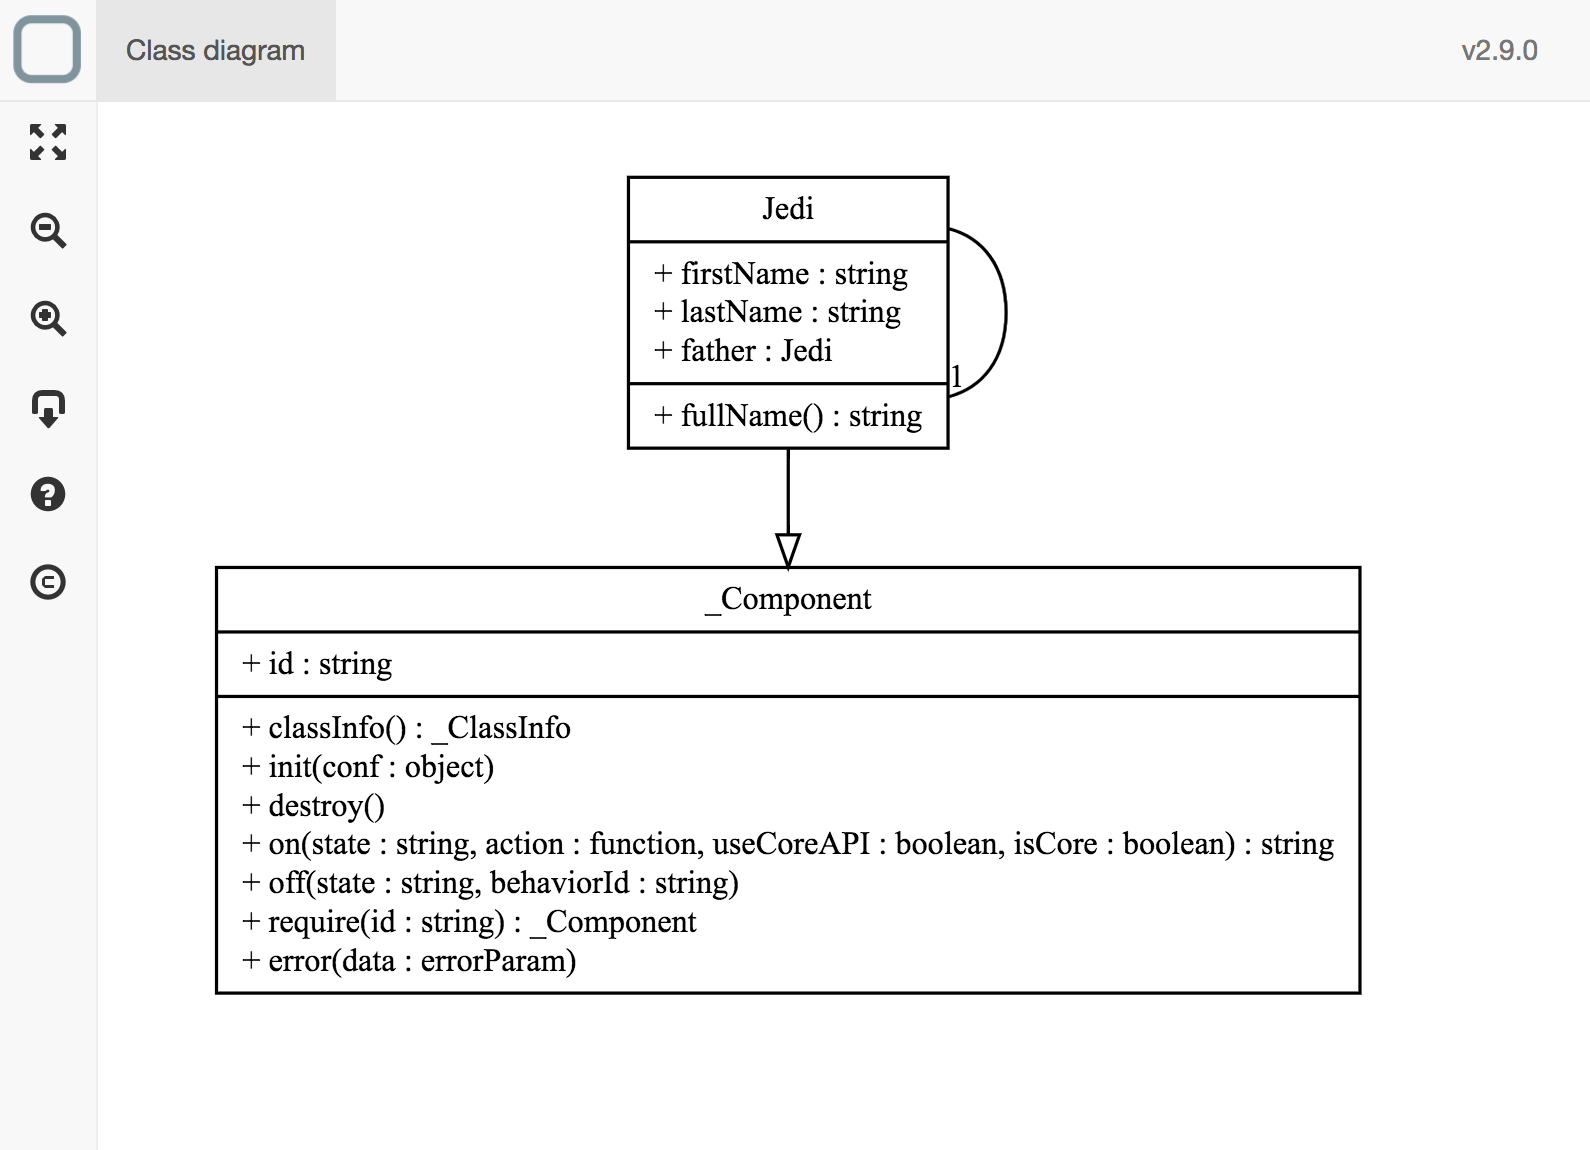 Class diagram
v2.9.0
Jedi
+ firstName : string
+ lastName : string
+ father : Jedi
1
+ fullName() : string
_Component
+ id : string
+ classInfo() : _ClassInfo
+ init(conf : object)
+ destroy()
+ on(state : string, action : function, useCoreAPI : boolean, isCore : boolean) : string
+ off(state : string, behaviorId : string)
+ require(id : string) : _Component
+ error(data : errorParam)